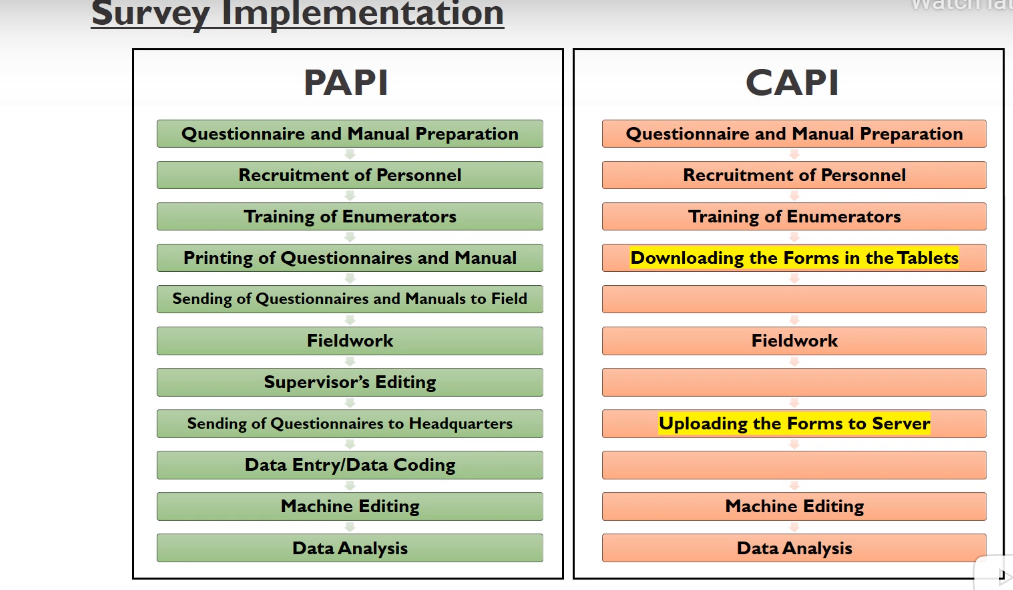 Survey Implementation
PAPI
Questionnaire and Manual Preparation
Recruitment of Personnel
Training of Enumerators
Printing of Questionnaires and Manual
Sending of Questionnaires and Manuals to Field
Fieldwork
Supervisor's Editing
Sending of Questionnaires to Headquarters
Data Entry/Data Coding
Machine Editing
Data Analysis
CAPI
Questionnaire and Manual Preparation
Recruitment of Personnel
Training of Enumerators
Downloading the Forms in the Tablets
Fieldwork
Uploading the Forms to Server
Machine Editing
Data Analysis